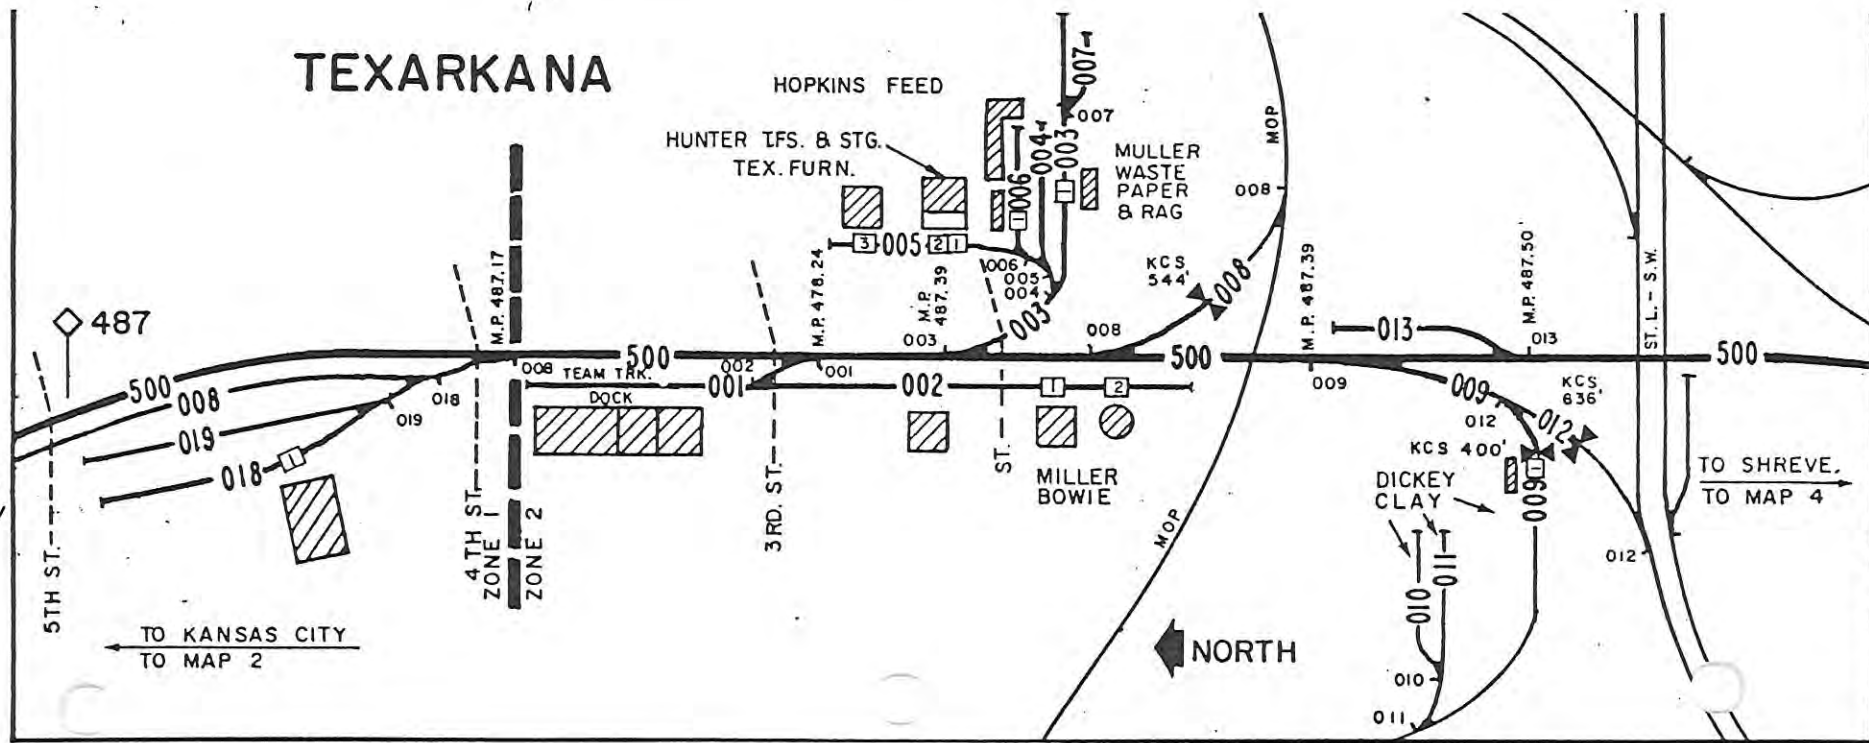 TEXARKANA
HOPKINS FEED
HUNTER TFS. & STG.
TEX. FURN.
MULLER
WASTE
PAPER
& RAG
007
007
003
004
006
1
1
3
005
2
1
006
005
004
003
003
M.P.
487.39
M.P. 478.24
M.P. 487.17
KCS
544'
008
008
008
MOP
MOP
M.P. 487.39
M.P. 487.50
ST. L. - S.W.
487
500
008
019
018
1
018
019
5TH ST.
4TH ST.
ZONE 1
ZONE 2
3RD. ST.
ST.
008
TEAM TRK.
DOCK
500
002
001
001
002
1
2
MILLER
BOWIE
500
009
013
013
500
009
012
012
KCS
636'
KCS 400'
1
009
DICKEY
CLAY
010
011
010
011
012
TO SHREVE.
TO MAP 4
TO KANSAS CITY
TO MAP 2
NORTH